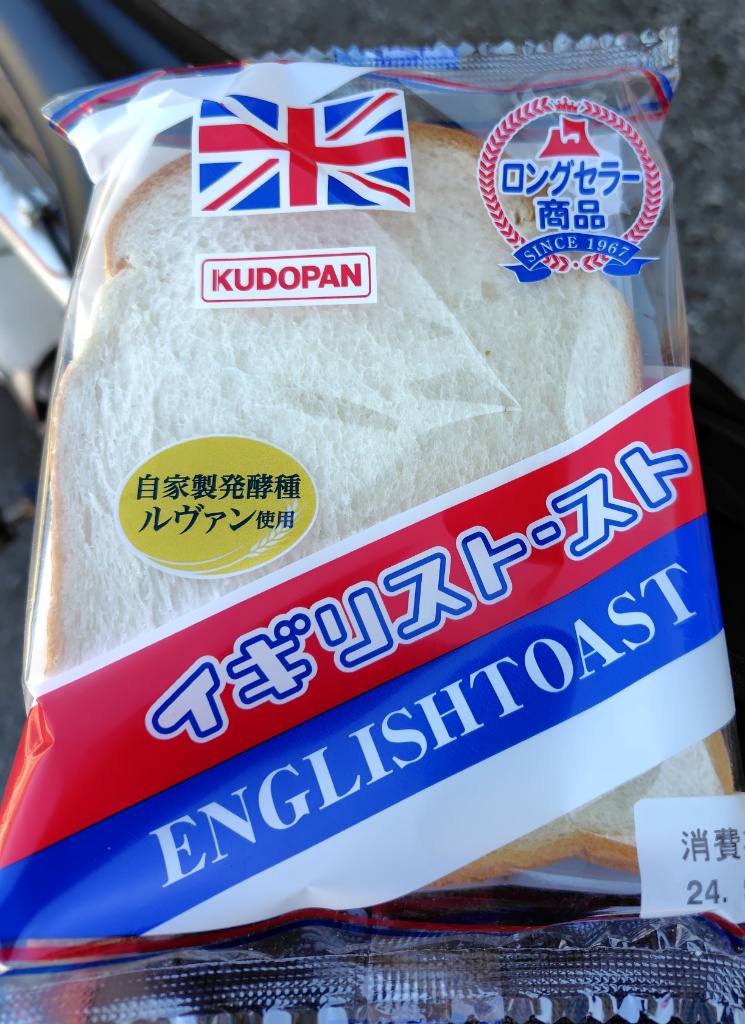 ロングセラー
商品
SINCE 1967
KUDOPAN
自家製発酵種
ルヴァン使用
イギリストースト
ENGLISHTOAST
消費
24.